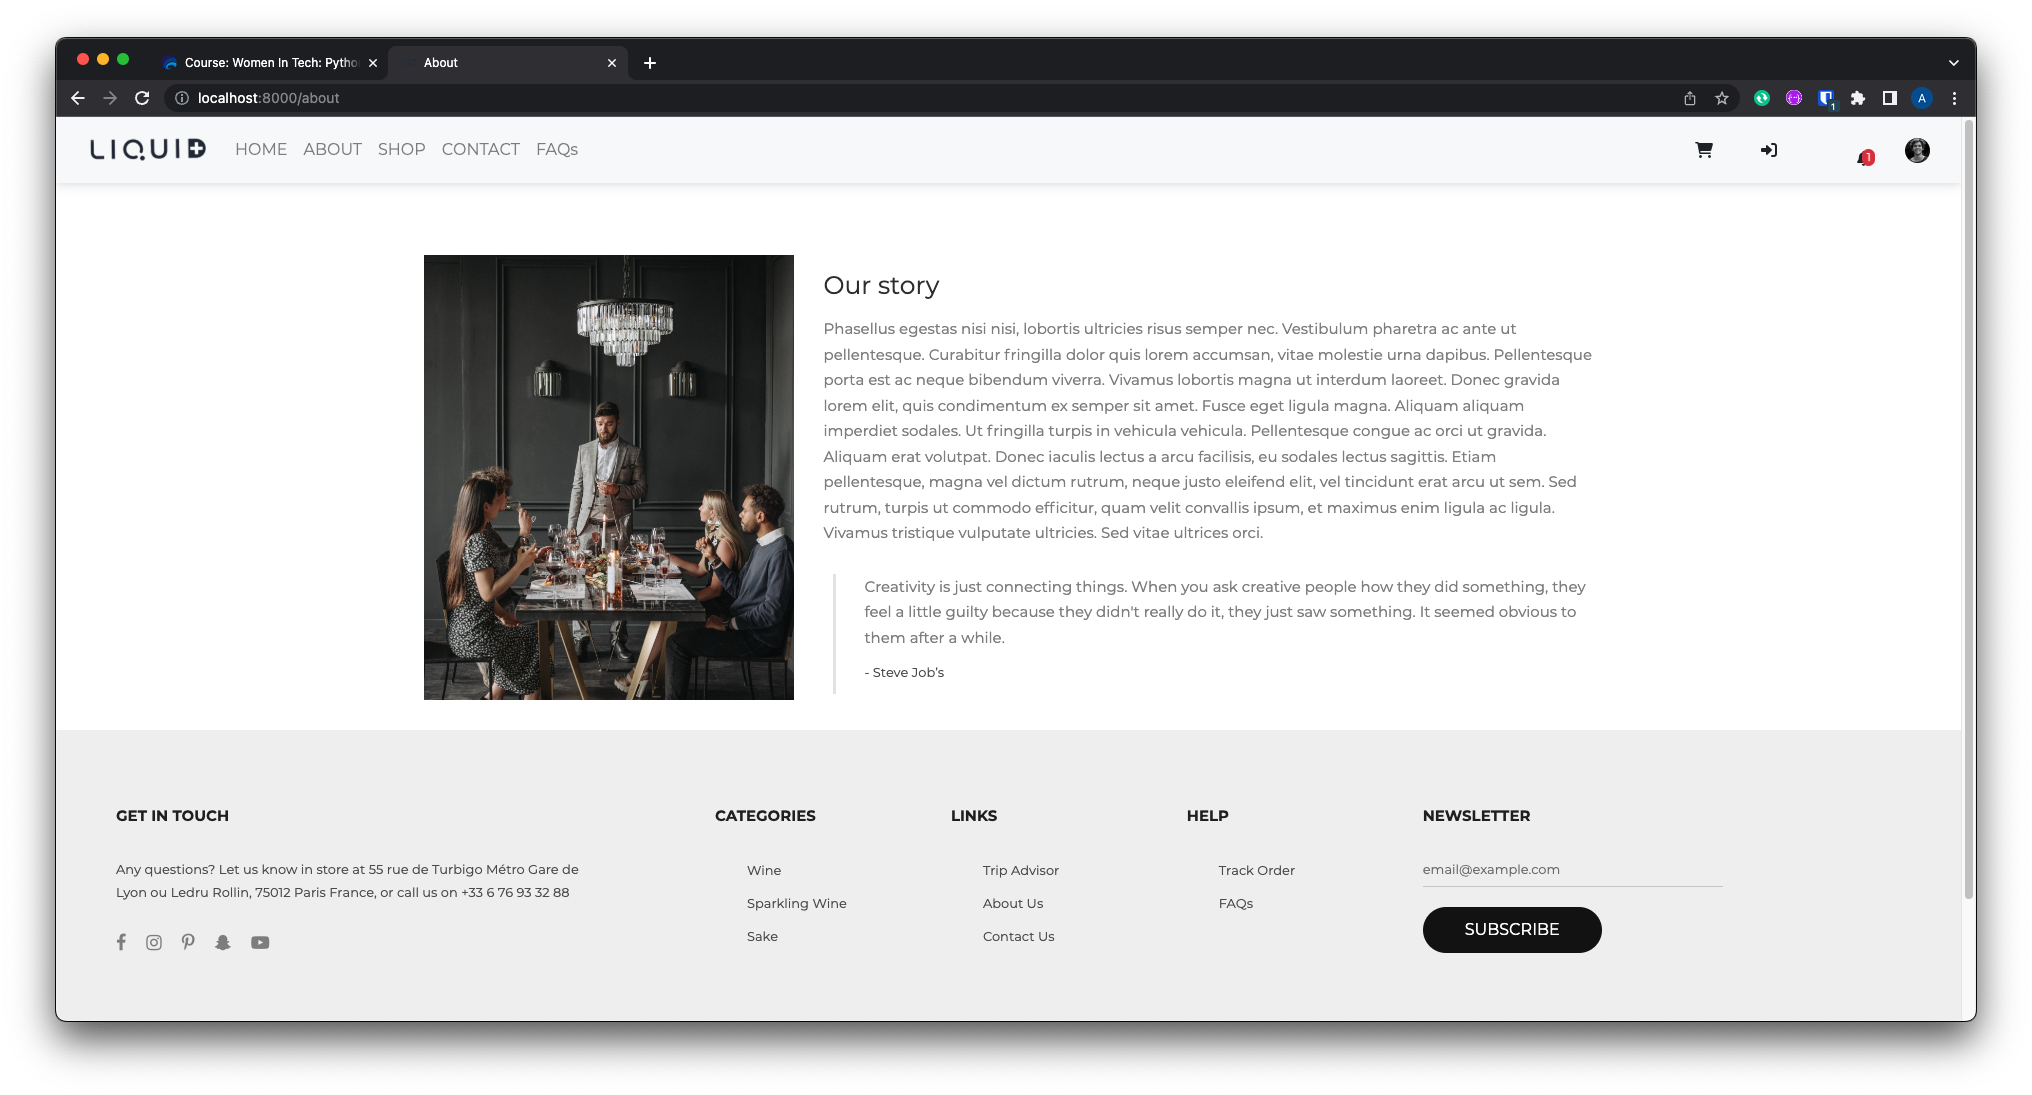 Course: Women In Tech: Pytho
About
localhost:8000/about
1
A
LIQUID
HOME ABOUT SHOP CONTACT FAQs
1
Our story
Phasellus egestas nisi nisi, lobortis ultricies risus semper nec. Vestibulum pharetra ac ante ut
pellentesque. Curabitur fringilla dolor quis lorem accumsan, vitae molestie urna dapibus. Pellentesque
porta est ac neque bibendum viverra. Vivamus lobortis magna ut interdum laoreet. Donec gravida
lorem elit, quis condimentum ex semper sit amet. Fusce eget ligula magna. Aliquam aliquam
imperdiet sodales. Ut fringilla turpis in vehicula vehicula. Pellentesque congue ac orci ut gravida.
Aliquam erat volutpat. Donec iaculis lectus a arcu facilisis, eu sodales lectus sagittis. Etiam
pellentesque, magna vel dictum rutrum, neque justo eleifend elit, vel tincidunt erat arcu ut sem. Sed
rutrum, turpis ut commodo efficitur, quam velit convallis ipsum, et maximus enim ligula ac ligula.
Vivamus tristique vulputate ultricies. Sed vitae ultrices orci.
Creativity is just connecting things. When you ask creative people how they did something, they
feel a little guilty because they didn't really do it, they just saw something. It seemed obvious to
them after a while.
- Steve Job's
GET IN TOUCH
Any questions? Let us know in store at 55 rue de Turbigo Métro Gare de
Lyon ou Ledru Rollin, 75012 Paris France, or call us on +33 6 76 93 32 88
CATEGORIES
Wine
Sparkling Wine
Sake
LINKS
Trip Advisor
About Us
Contact Us
HELP
Track Order
FAQs
NEWSLETTER
email@example.com
SUBSCRIBE